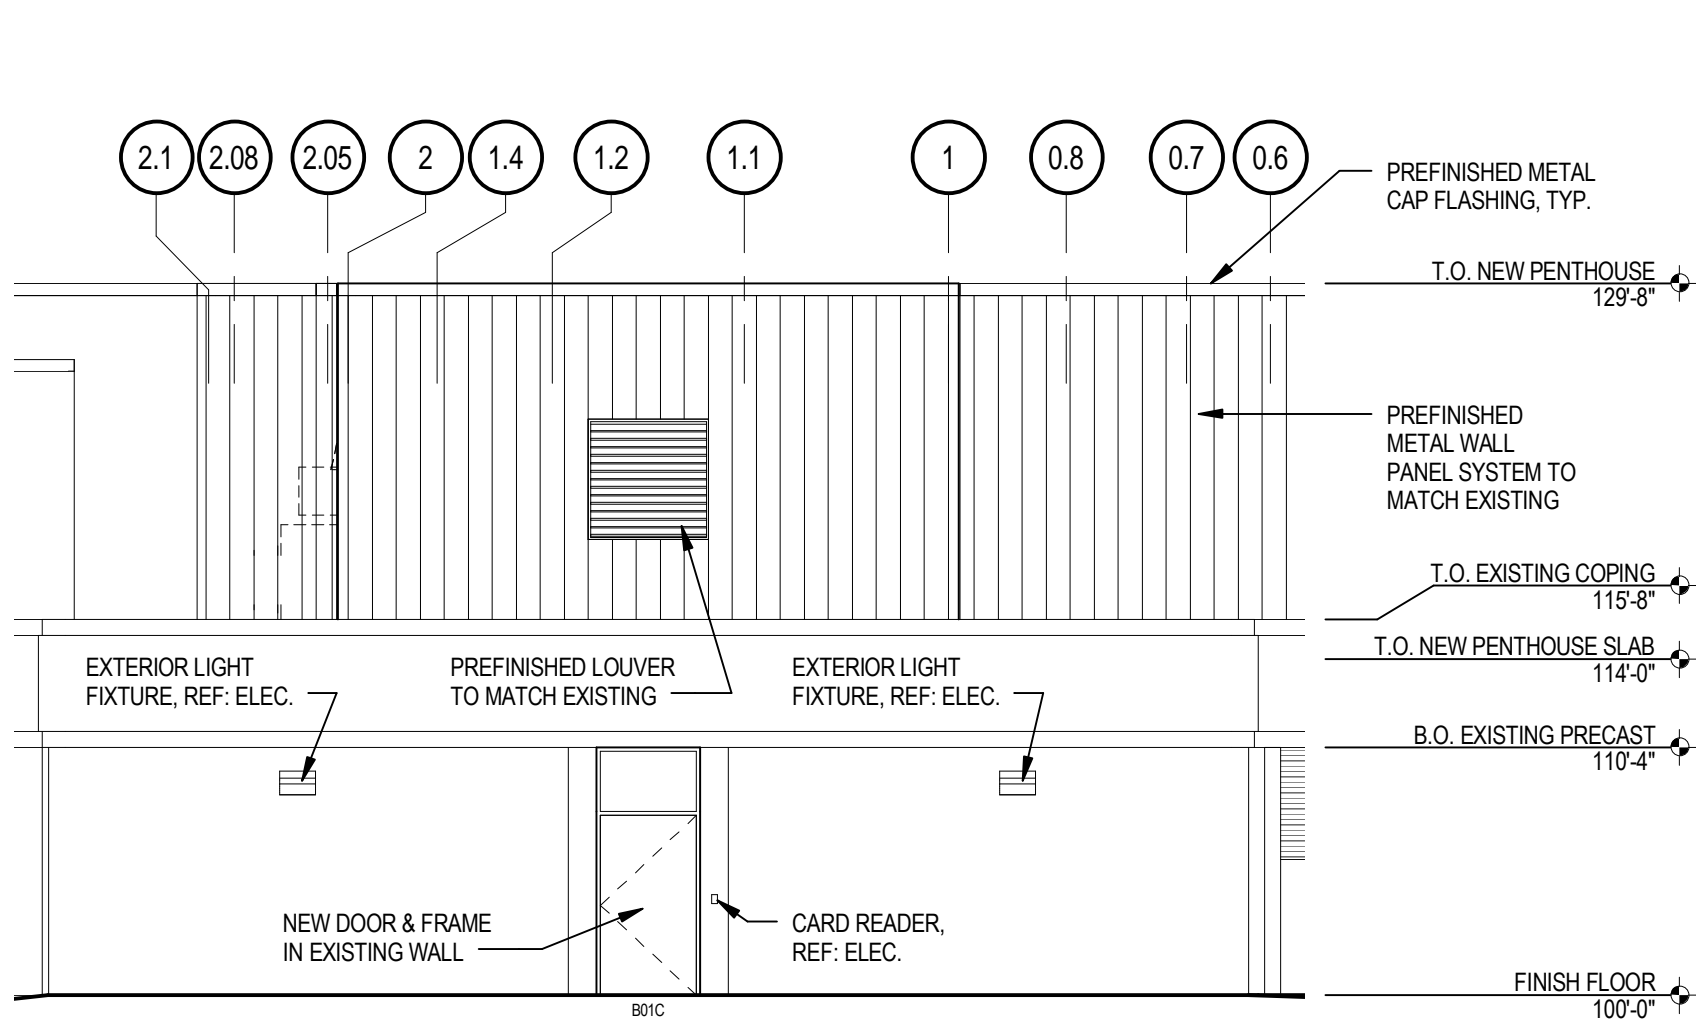 2.1 2.08 2.05 2 1.4 1.2 1.1 1 0.8 0.7 0.6
PREFINISHED METAL
CAP FLASHING, TYP.
T.O. NEW PENTHOUSE
129'-8"
PREFINISHED
METAL WALL
PANEL SYSTEM TO
MATCH EXISTING
T.O. EXISTING COPING
115'-8"
T.O. NEW PENTHOUSE SLAB
114'-0"
EXTERIOR LIGHT
FIXTURE, REF: ELEC.
PREFINISHED LOUVER
TO MATCH EXISTING
EXTERIOR LIGHT
FIXTURE, REF: ELEC.
B.O. EXISTING PRECAST
110'-4"
NEW DOOR & FRAME
IN EXISTING WALL
CARD READER,
REF: ELEC.
FINISH FLOOR
100'-0"
B01C